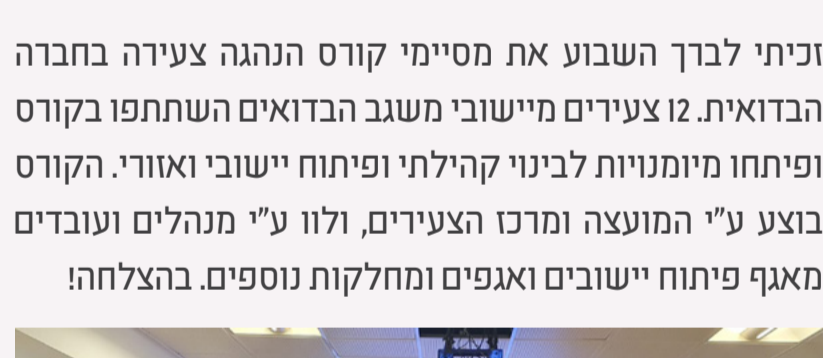 זכיתי לברך השבוע את מסיימי קורס הנהגה צעירה בחברה
הבדואית. 12 צעירים מיישובי משגב הבדואים השתתפו בקורס
ופיתחו מיומנויות לבינוי קהילתי ופיתוח יישובי ואזורי. הקורס
בוצע ע"י המועצה ומרכז הצעירים, ולוו ע"י מנהלים ועובדים
מאגף פיתוח יישובים ואגפים ומחלקות נוספים. בהצלחה!